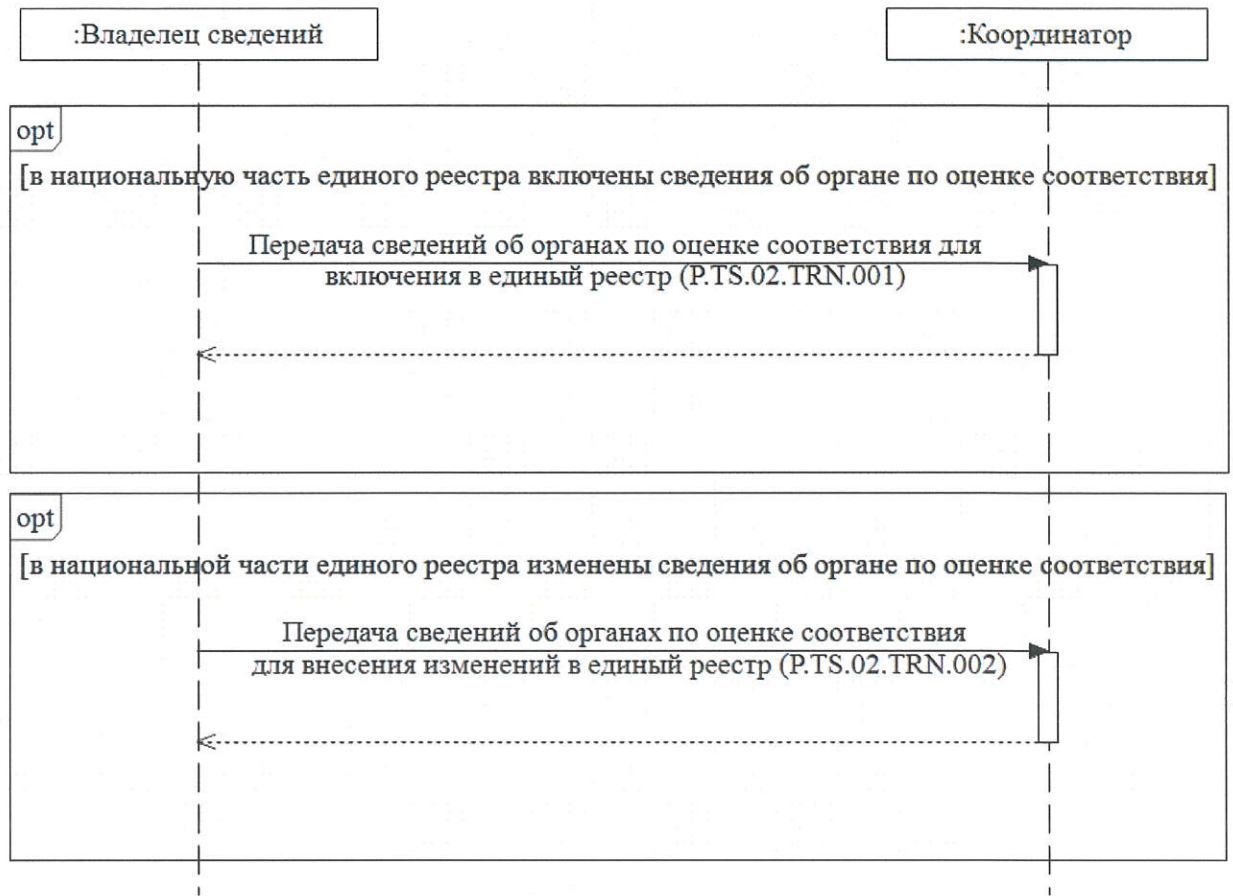 :Владелец сведений
:Координатор
opt
[в национальную часть единого реестра включены сведения об органе по оценке соответствия]
Передача сведений об органах по оценке соответствия для
включения в единый реестр (P.TS.02.TRN.001)
opt
[в национальной части единого реестра изменены сведения об органе по оценке соответствия]
Передача сведений об органах по оценке соответствия
для внесения изменений в единый реестр (P.TS.02.TRN.002)